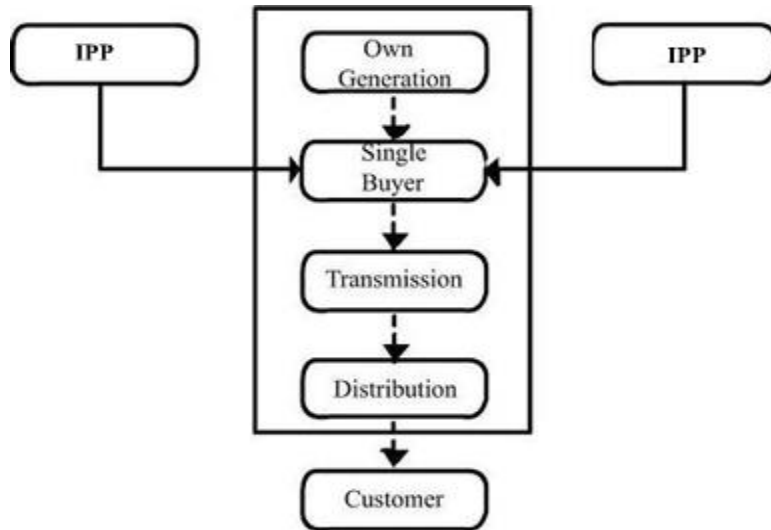 IPP
Own
Generation
IPP
Single
Buyer
Transmission
Distribution
Customer